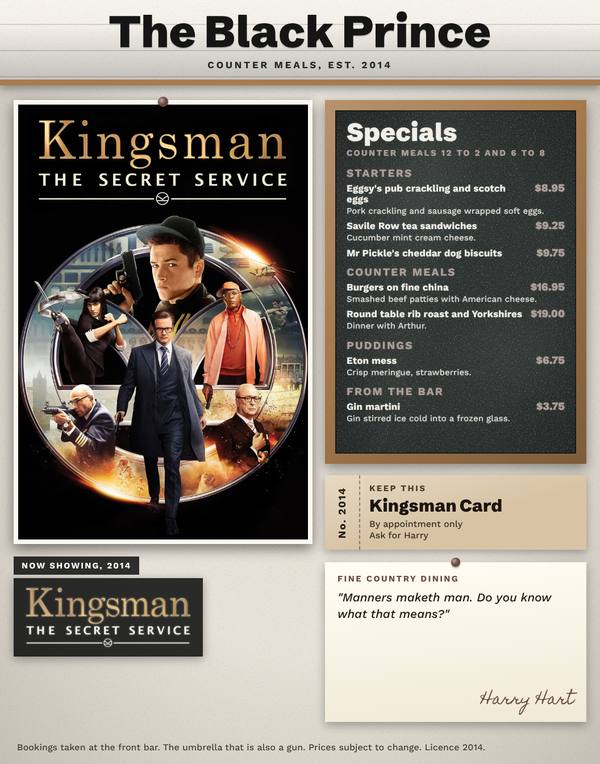 The Black Prince
COUNTER MEALS, EST. 2014
Kingsman
THE SECRET SERVICE
NOW SHOWING, 2014
Kingsman
THE SECRET SERVICE
Specials
COUNTER MEALS 12 TO 2 AND 6 TO 8
STARTERS
Eggsy's pub crackling and scotch $8.95
eggs
Pork crackling and sausage wrapped soft eggs.
Savile Row tea sandwiches $9.25
Cucumber mint cream cheese.
Mr Pickle's cheddar dog biscuits $9.75
COUNTER MEALS
Burgers on fine china $16.95
Smashed beef patties with American cheese.
Round table rib roast and Yorkshires $19.00
Dinner with Arthur.
PUDDINGS
Eton mess $6.75
Crisp meringue, strawberries.
FROM THE BAR
Gin martini $3.75
Gin stirred ice cold into a frozen glass.
No. 2014
KEEP THIS
Kingsman Card
By appointment only
Ask for Harry
FINE COUNTRY DINING
"Manners maketh man. Do you know
what that means?"
Harry Hart
Bookings taken at the front bar. The umbrella that is also a gun. Prices subject to change. Licence 2014.